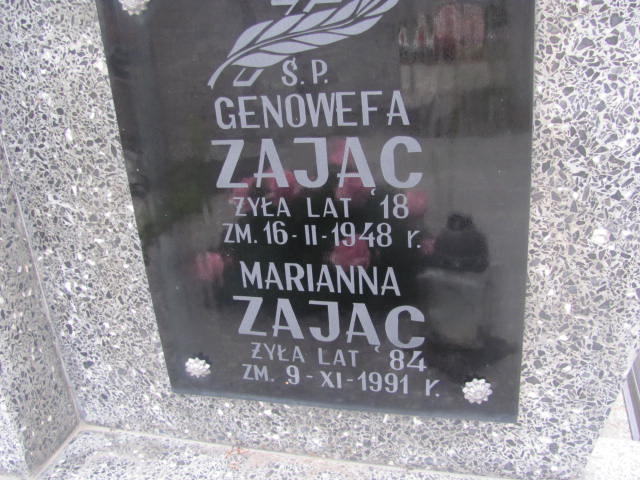 Ś.P.
GENOWEFA
ZAJĄC
ŻYŁA LAT 18
ZM. 16-II-1948 r.
MARIANNA
ZAJĄC
ŻYŁA LAT 84
ZM. 9-XI-1991 r.